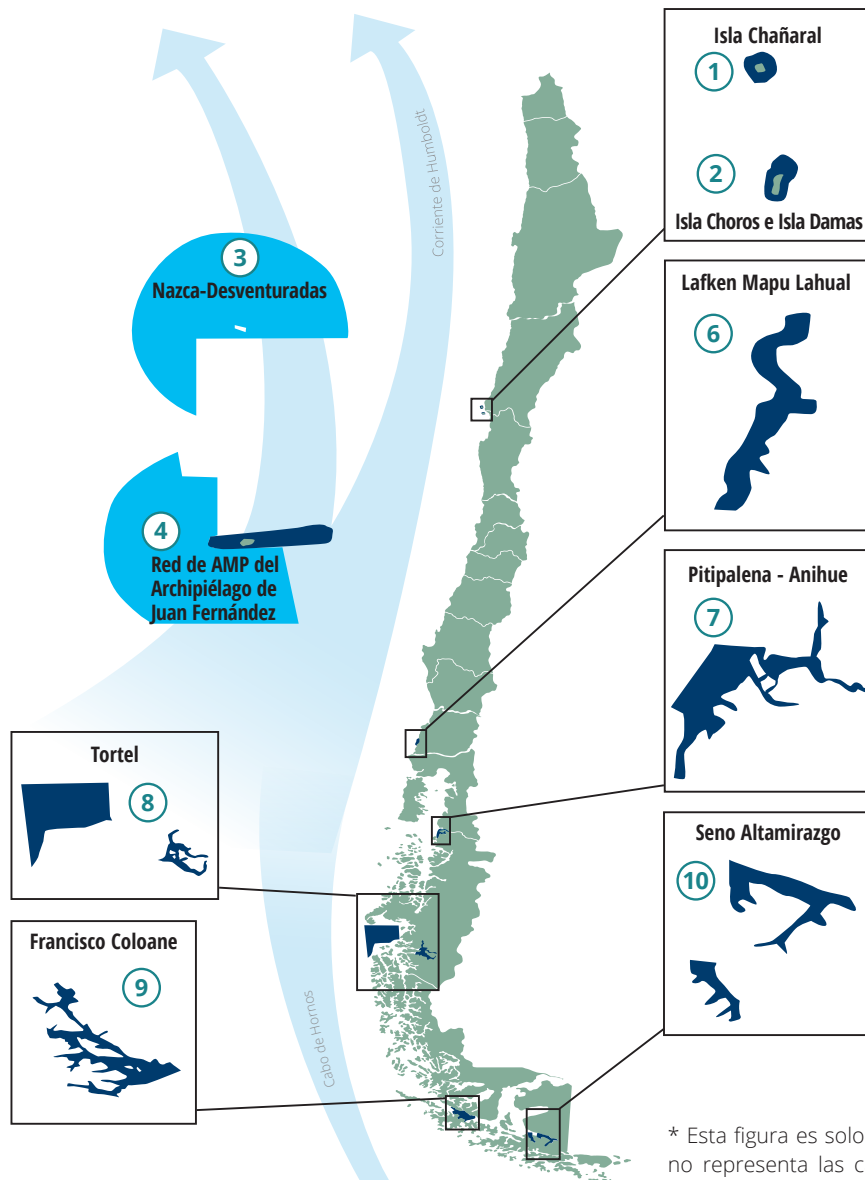 Isla Chañaral
1
2
Isla Choros e Isla Damas
Corriente de Humboldt
3
Nazca-Desventuradas
Lafken Mapu Lahual
6
4
Red de AMP del
Archipiélago de
Juan Fernández
Pitipalena - Anihue
7
Tortel
8
Seno Altamirazgo
10
Francisco Coloane
9
Cabo de Hornos
* Esta figura es solo
no representa las c